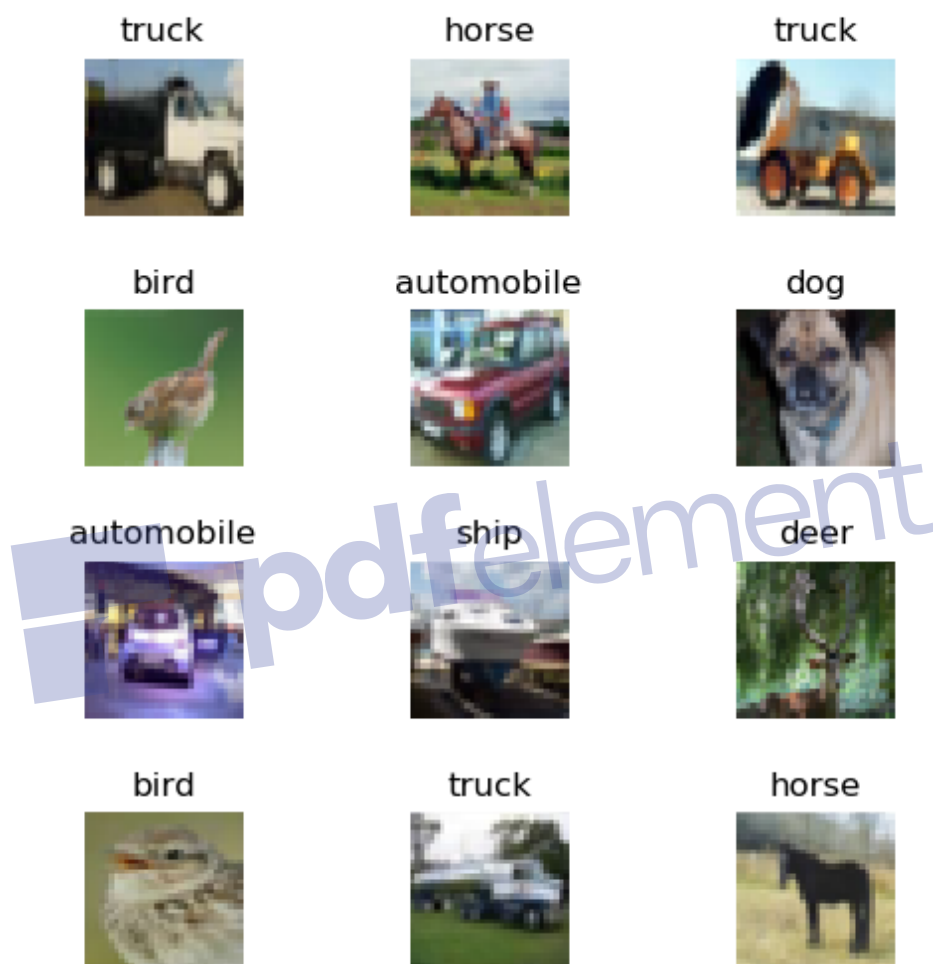 truck horse truck
bird automobile dog
automobile ship deer
pdfelement
bird truck horse